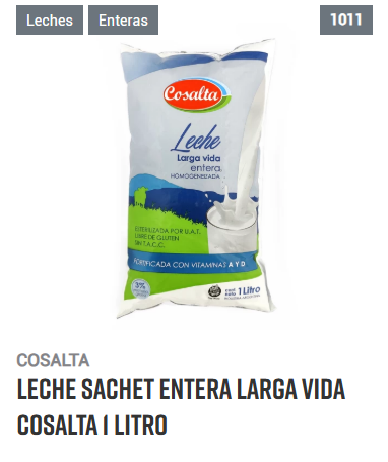 Leches Enteras 1011
Cosalta
Leche
Larga vida
entera
HOMOGENEIZADA
ESTERILIZADA POR U.A.T.
LIBRE DE GLUTEN
SIN T.A.C.C.
FORTIFICADA CON VITAMINAS A Y D
3%
1 Litro
COSALTA
LECHE SACHET ENTERA LARGA VIDA
COSALTA 1 LITRO